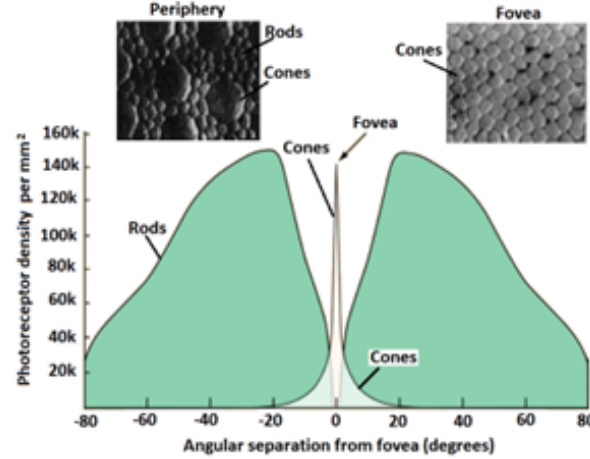 Periphery
Fovea
Rods
Cones
Cones
Photoreceptor density per mm²
160k
140k
120k
100k
80k
60k
40k
20k
Cones
Fovea
Rods
Cones
-80
-60
-40
-20
0
20
40
60
80
Angular separation from fovea (degrees)